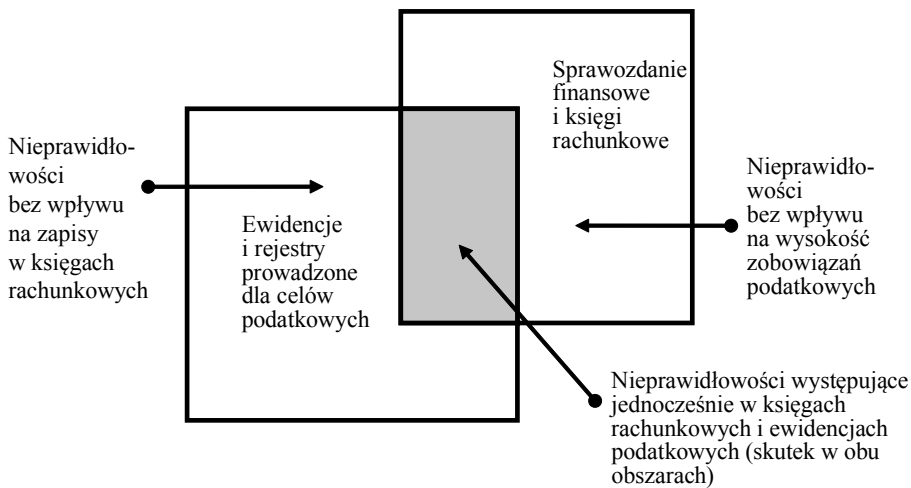 Sprawozdanie
finansowe
i księgi
rachunkowe
Nieprawidło-
wości
bez wpływu
na zapisy
w księgach
rachunkowych
Ewidencje
i rejestry
prowadzone
dla celów
podatkowych
Nieprawidło-
wości
bez wpływu
na wysokość
zobowiązań
podatkowych
Nieprawidłowości występujące
jednocześnie w księgach
rachunkowych i ewidencjach
podatkowych (skutek w obu
obszarach)